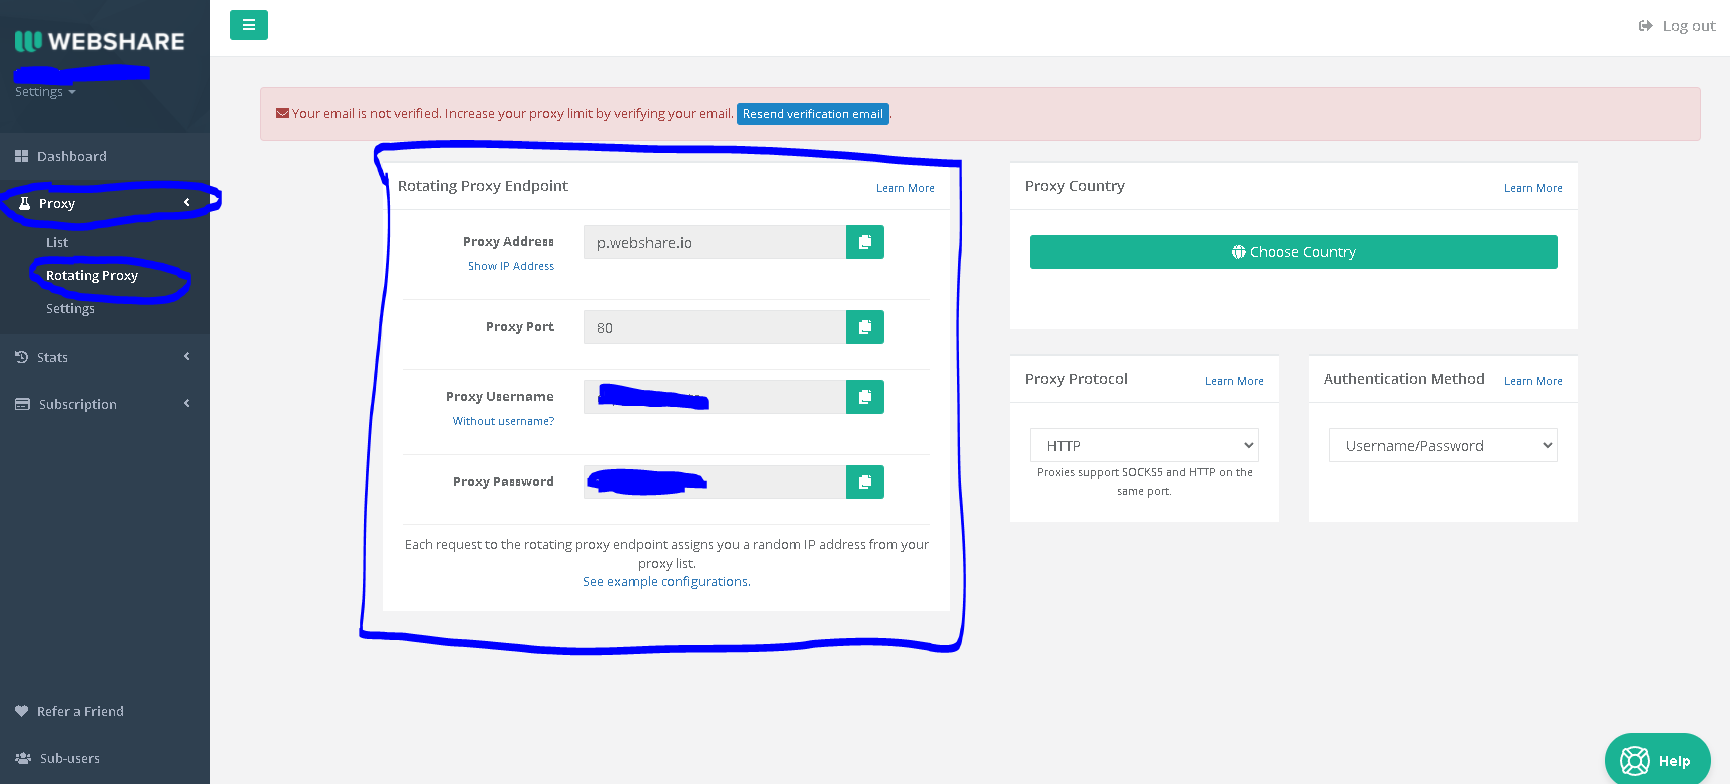 WEBSHARE
Settings
Log out
Your email is not verified. Increase your proxy limit by verifying your email. Resend verification email.
Dashboard
Proxy
List
Rotating Proxy
Settings
Stats
Subscription
Refer a Friend
Sub-users
Rotating Proxy Endpoint Learn More
Proxy Address p.webshare.io
Show IP Address
Proxy Port 80
Proxy Username
Without username?
Proxy Password
Each request to the rotating proxy endpoint assigns you a random IP address from your
proxy list.
See example configurations.
Proxy Country Learn More
Choose Country
Proxy Protocol Learn More
HTTP
Proxies support SOCKS5 and HTTP on the
same port.
Authentication Method Learn More
Username/Password
Help